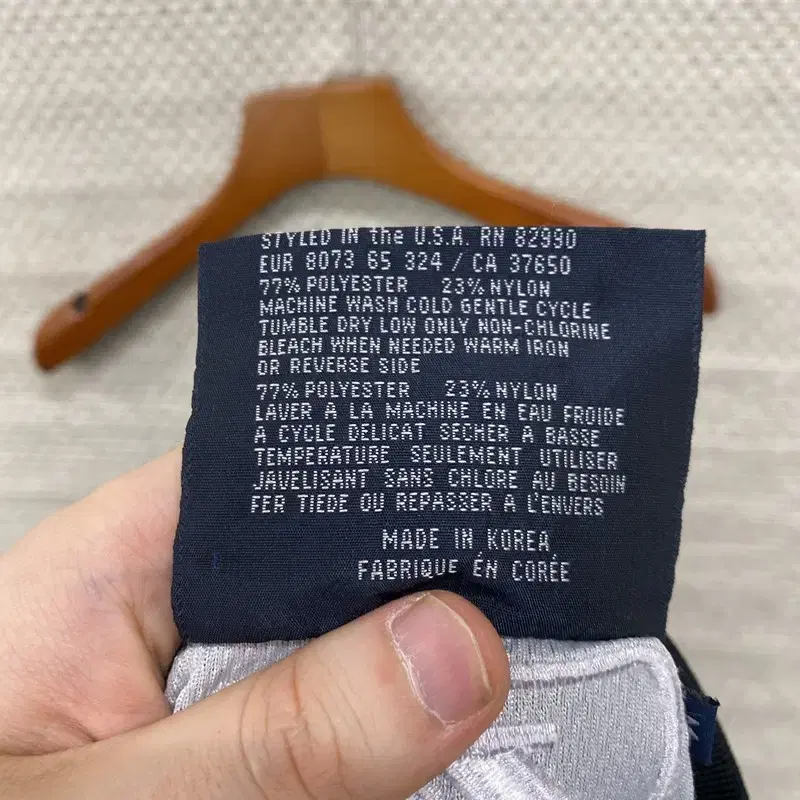 STYLED IN the U.S.A. RN 82990
EUR 8073 65 324 / CA 37650
77% POLYESTER 23% NYLON
MACHINE WASH COLD GENTLE CYCLE
TUMBLE DRY LOW ONLY NON-CHLORINE
BLEACH WHEN NEEDED WARM IRON
OR REVERSE SIDE
77% POLYESTER 23% NYLON
LAVER A LA MACHINE EN EAU FROIDE
A CYCLE DELICAT SECHER A BASSE
TEMPERATURE SEULEMENT UTILISER
JAVELISANT SANS CHLORE AU BESOIN
FER TIEDE OU REPASSER A L'ENVERS
MADE IN KOREA
FABRIQUE ÉN CORÉE